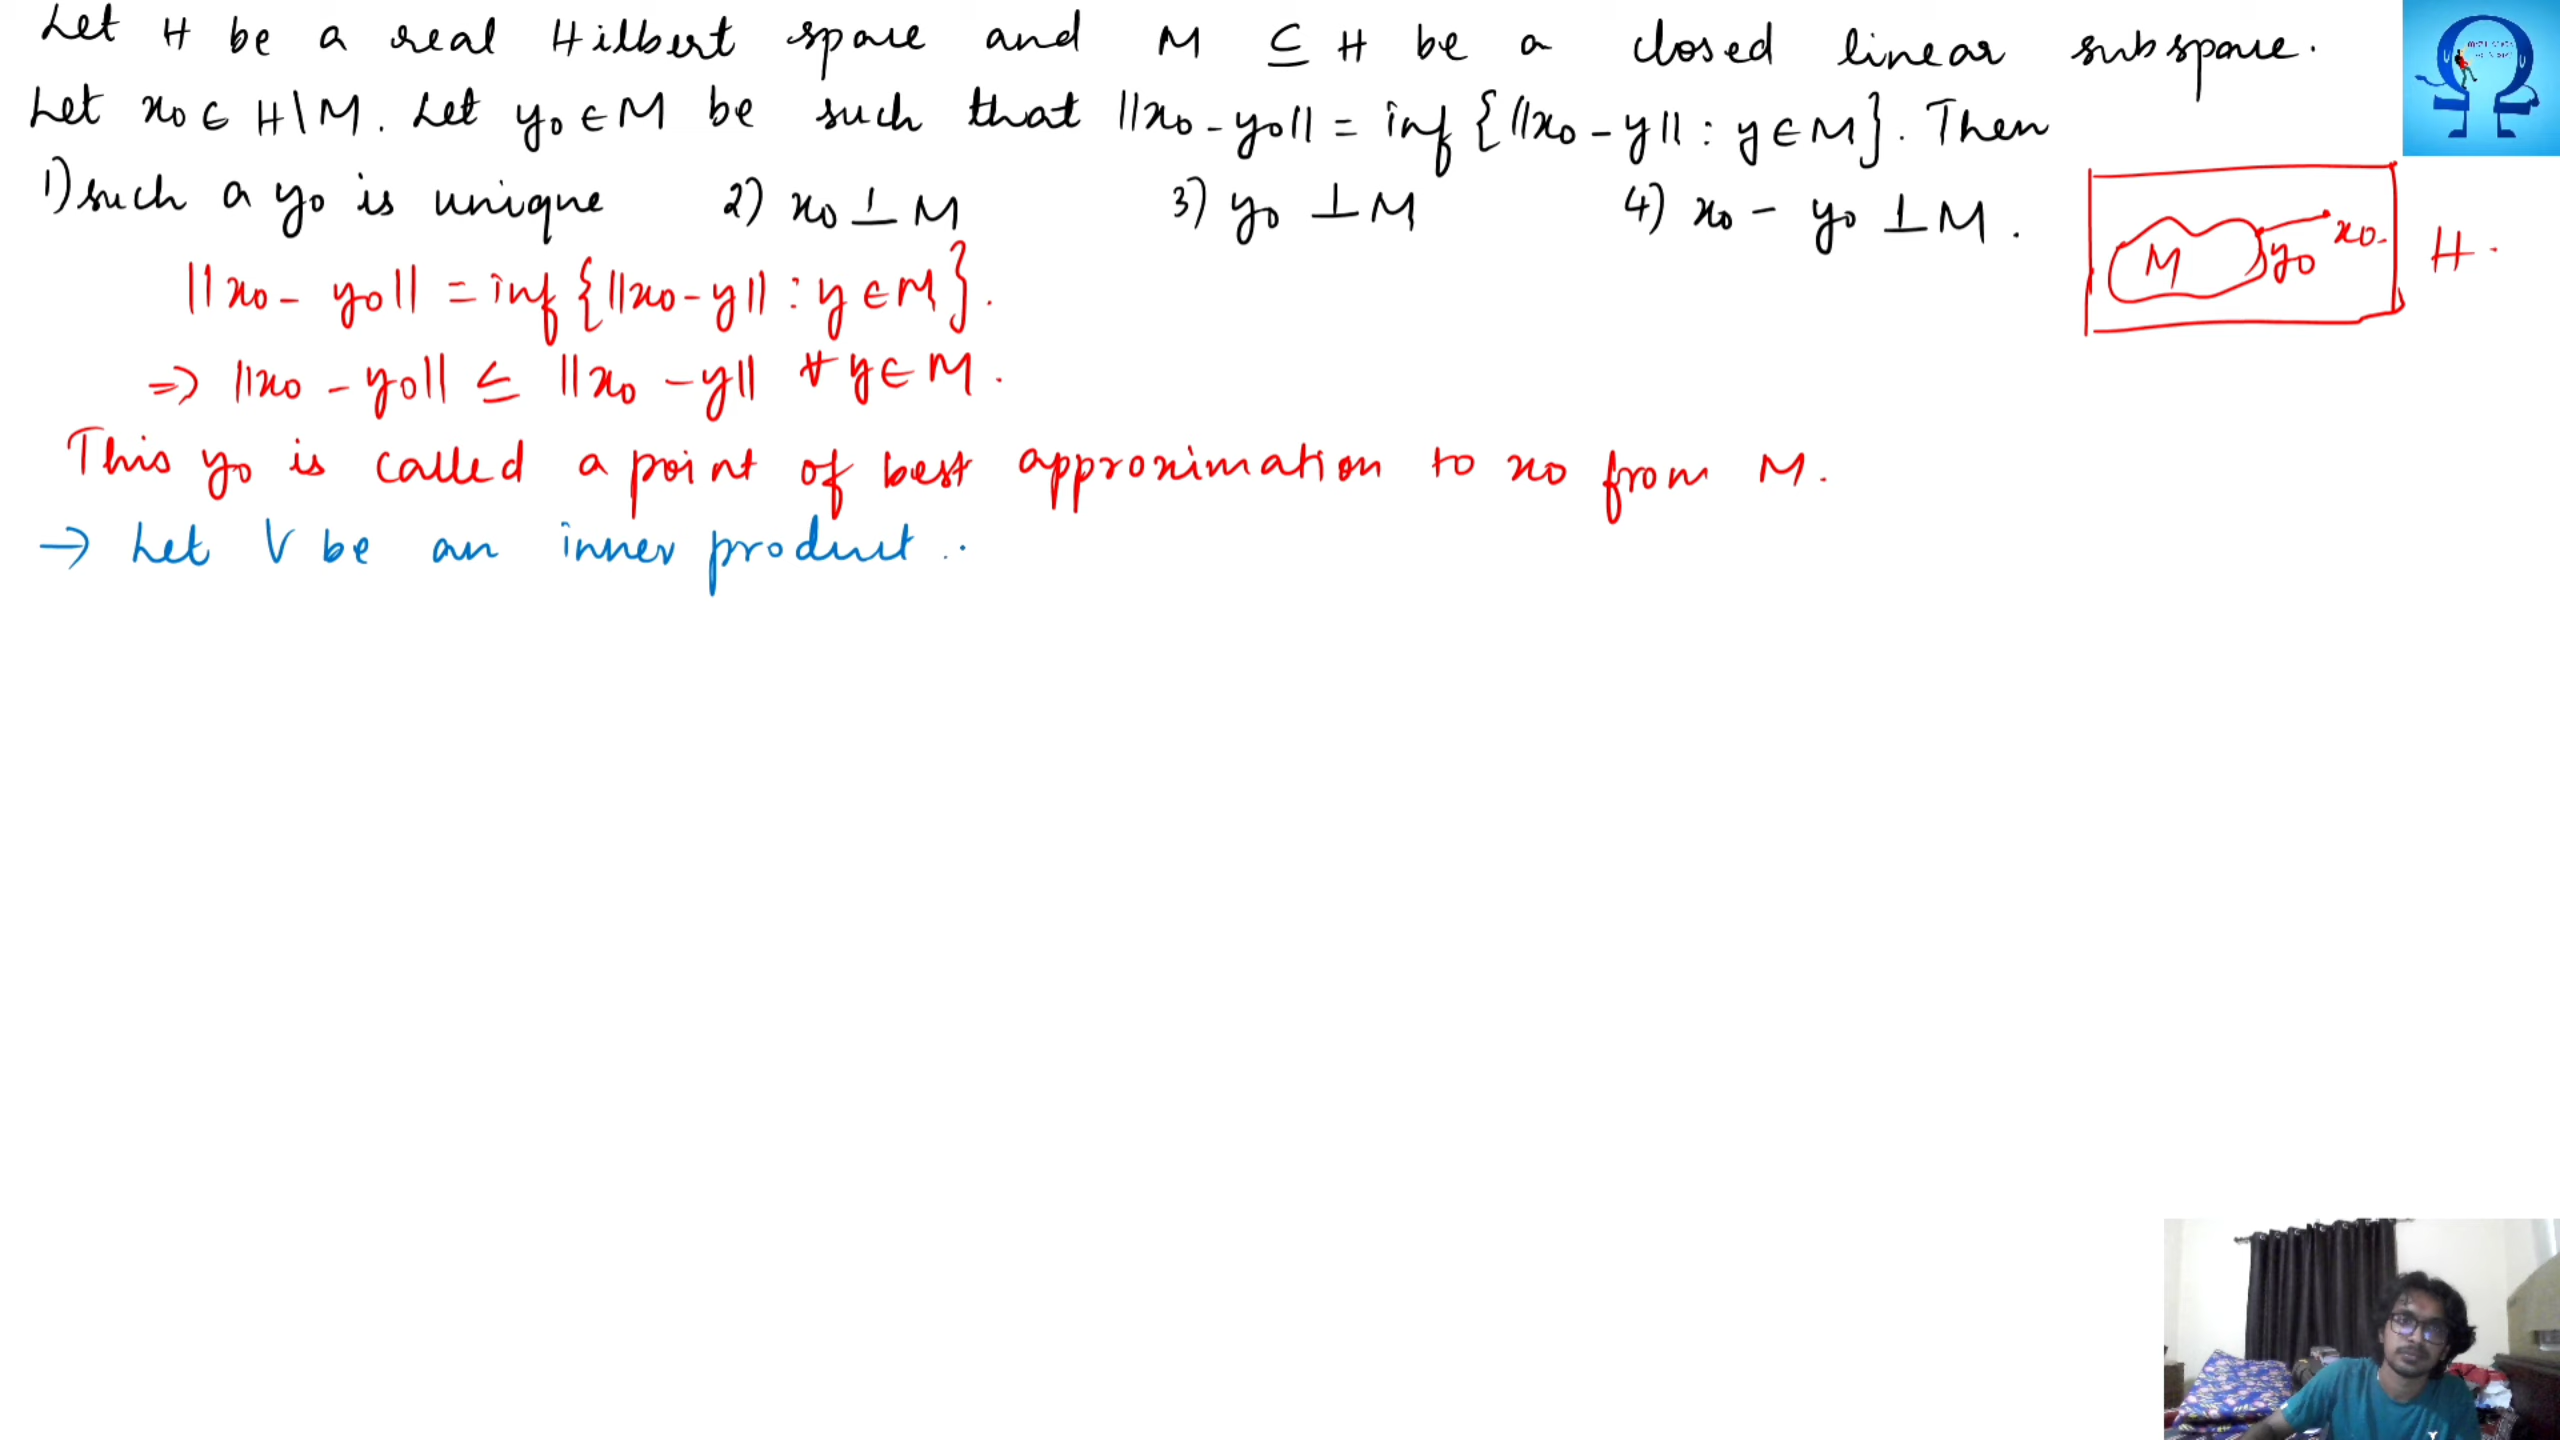 Let H be a real Hilbert space and M ⊆ H be a closed linear subspace.
Let x₀ ∈ H\M. Let y₀ ∈ M be such that ||x₀ - y₀|| = inf {||x₀ - y|| : y ∈ M}. Then
1) such a y₀ is unique 2) x₀ ⊥ M 3) y₀ ⊥ M 4) x₀ - y₀ ⊥ M.
M y₀ x₀. H.
||x₀ - y₀|| = inf {||x₀ - y|| : y ∈ M}.
⇒ ||x₀ - y₀|| ≤ ||x₀ - y|| ∀ y ∈ M.
This y₀ is called a point of best approximation to x₀ from M.
→ Let V be an inner product ..